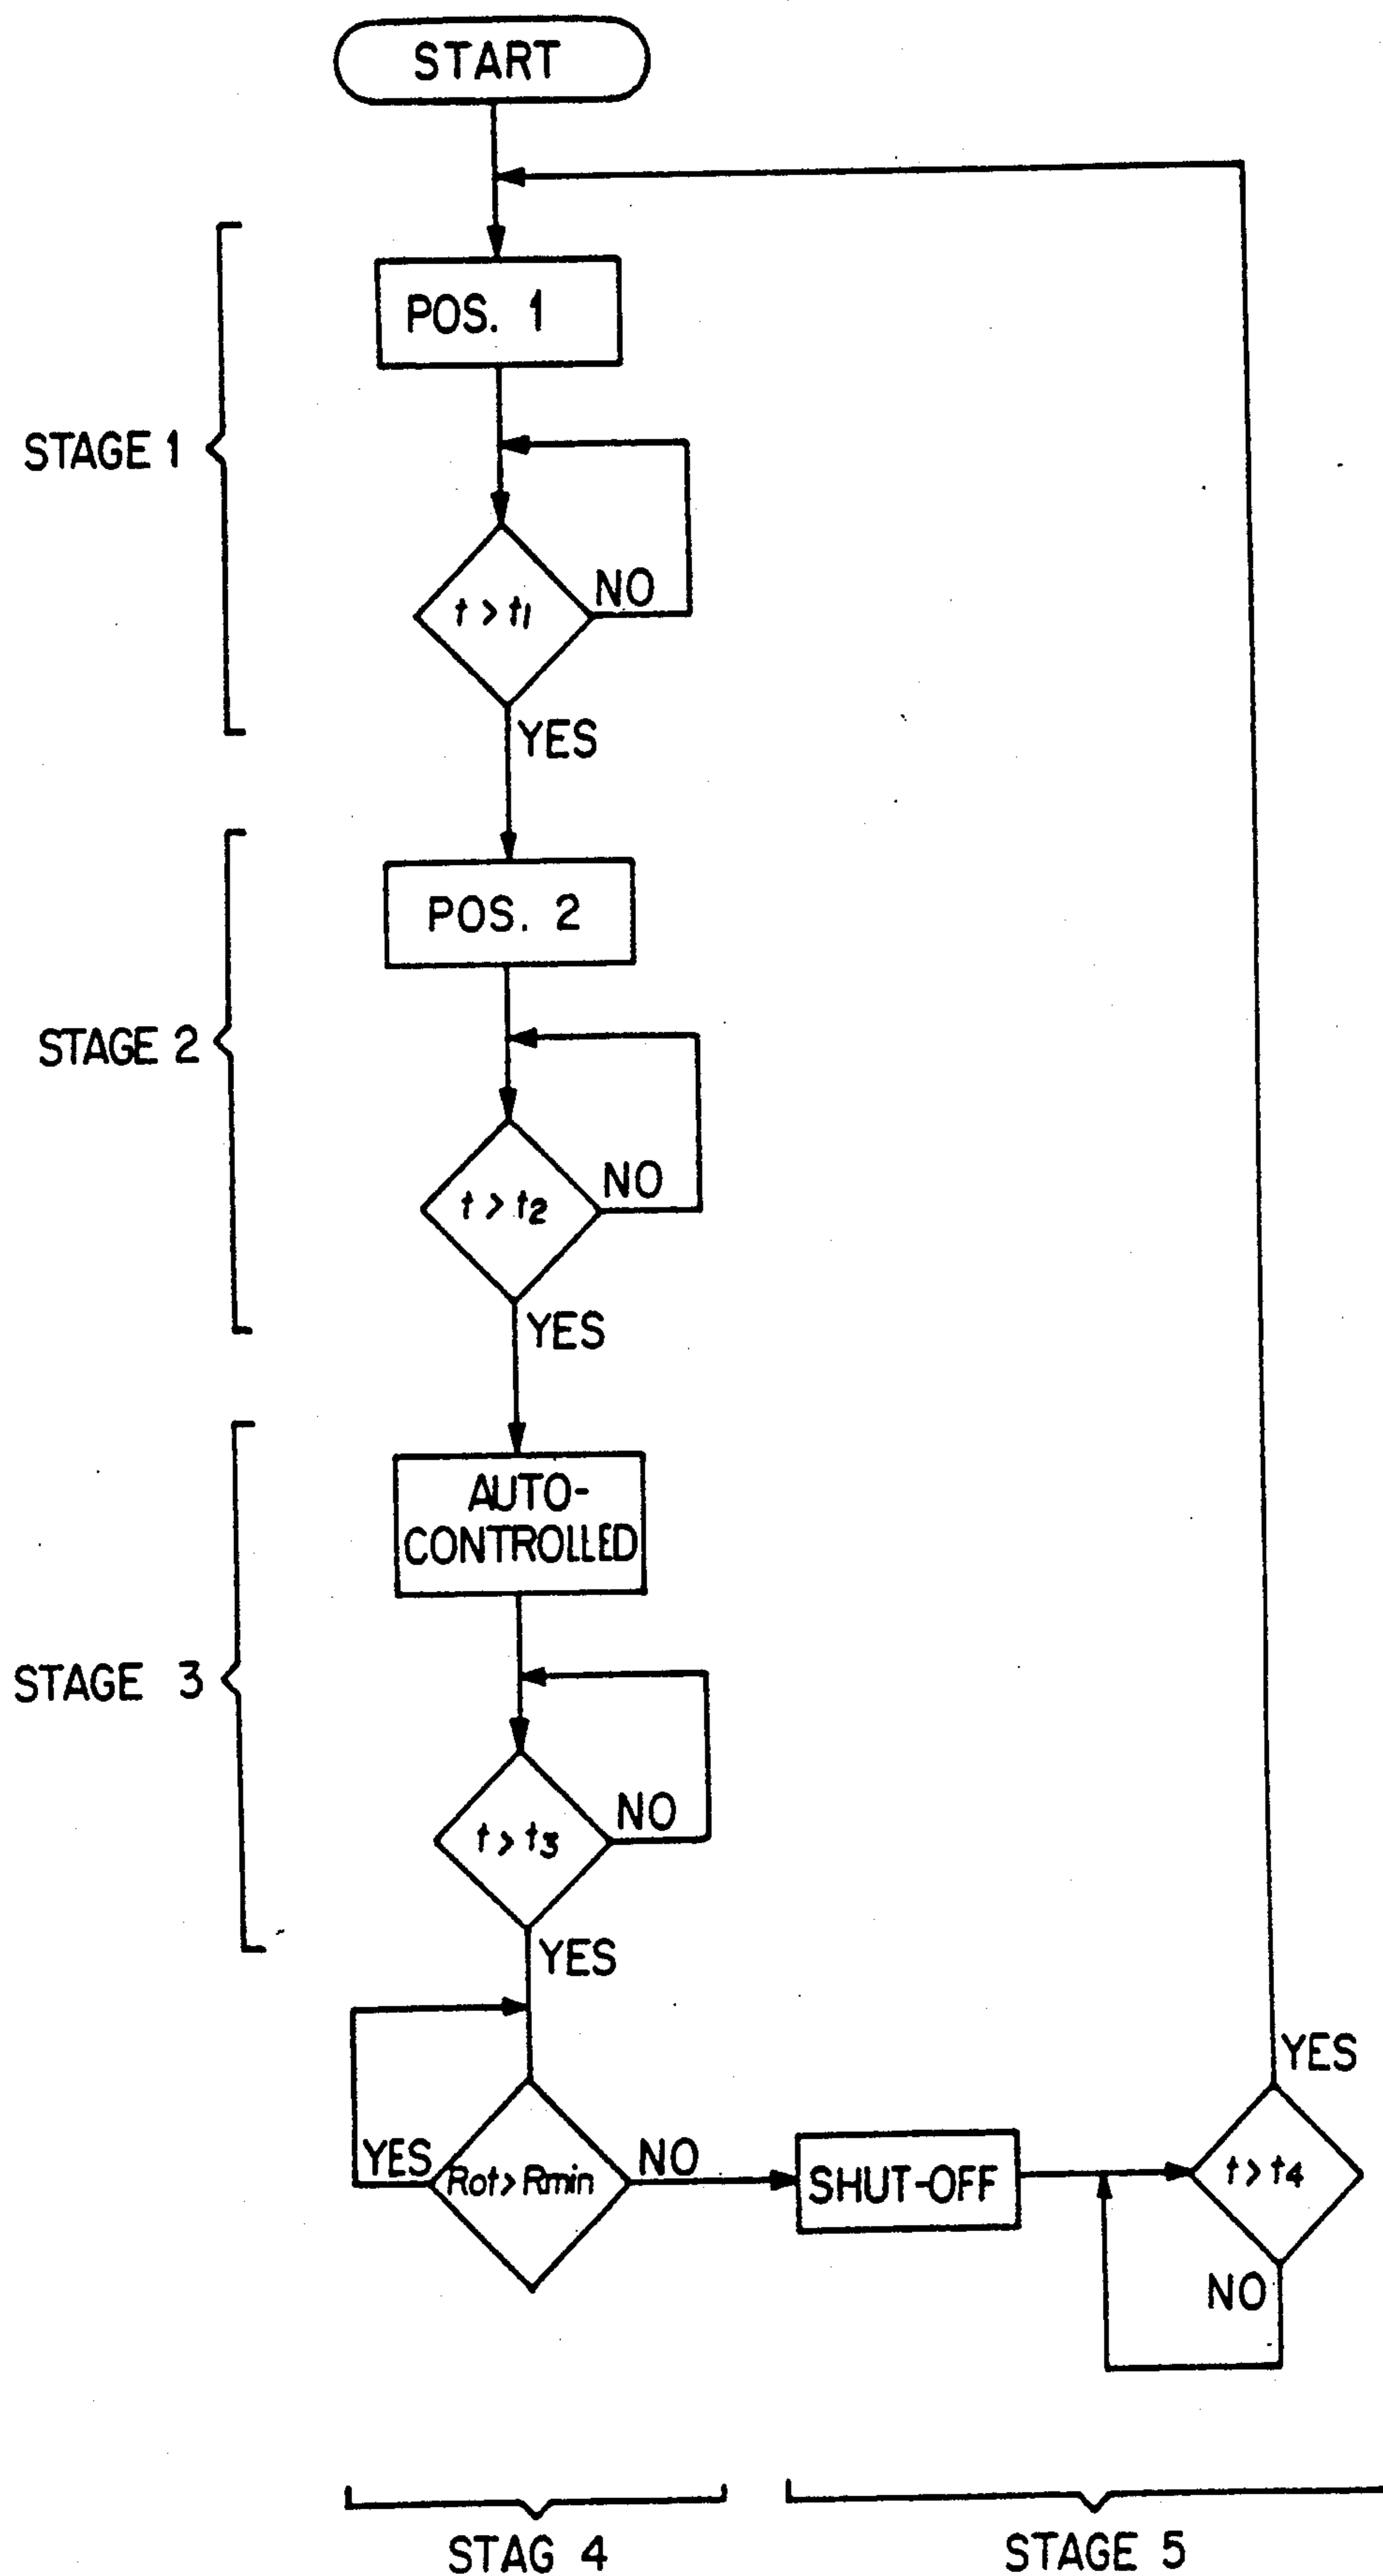 START
POS. 1
STAGE 1
t > t1
NO
YES
POS. 2
STAGE 2
t > t2
NO
YES
AUTO-
CONTROLLED
STAGE 3
t > t3
NO
YES
YES
Rot > Rmin
NO
SHUT-OFF
t > t4
YES
NO
STAG 4
STAGE 5